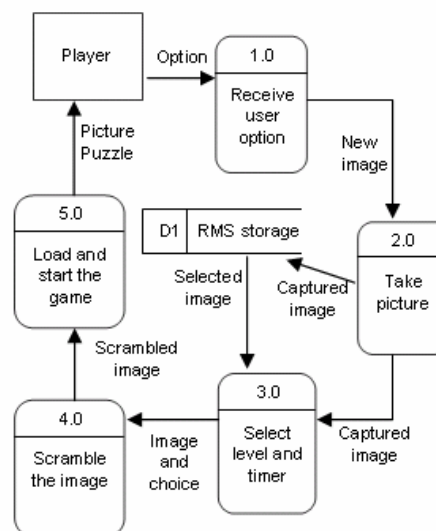 Player
Option
1.0
Receive
user
option
Picture
Puzzle
New
image
5.0
Load and
start the
game
D1 RMS storage
2.0
Take
picture
Selected
image
Captured
image
Scrambled
image
3.0
Select
level and
timer
Captured
image
4.0
Scramble
the image
Image
and
choice